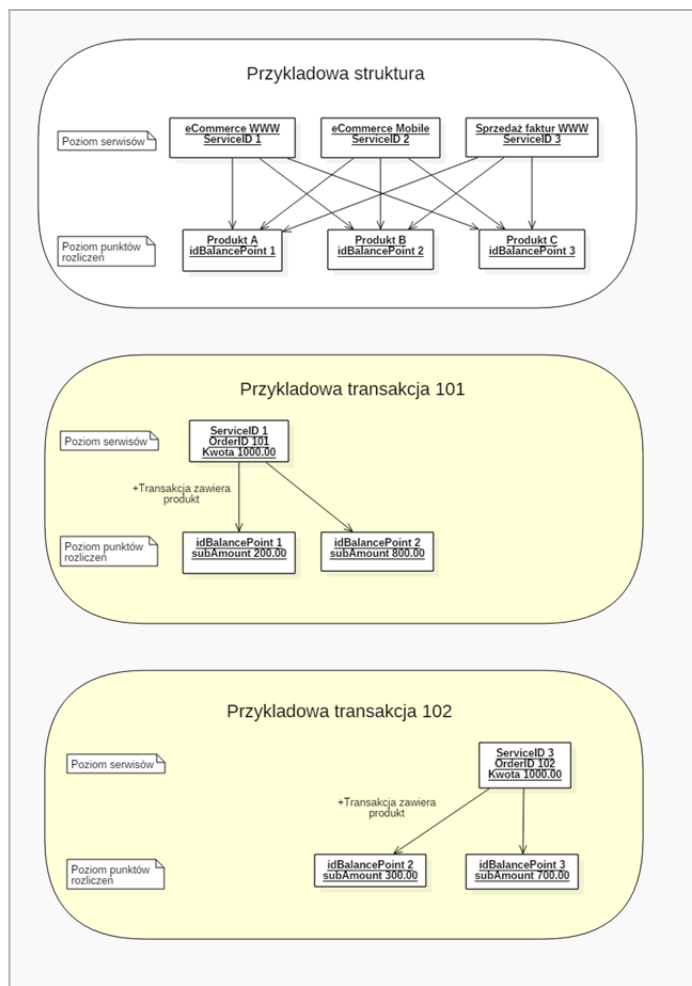 Przykladowa struktura
Poziom serwisów
eCommerce WWW
ServiceID 1
eCommerce Mobile
ServiceID 2
Sprzedaż faktur WWW
ServiceID 3
Poziom punktów
rozliczeń
Produkt A
idBalancePoint 1
Produkt B
idBalancePoint 2
Produkt C
idBalancePoint 3
Przykladowa transakcja 101
Poziom serwisów
ServiceID 1
OrderID 101
Kwota 1000.00
+Transakcja zawiera
produkt
Poziom punktów
rozliczeń
idBalancePoint 1
subAmount 200.00
idBalancePoint 2
subAmount 800.00
Przykladowa transakcja 102
Poziom serwisów
ServiceID 3
OrderID 102
Kwota 1000.00
+Transakcja zawiera
produkt
Poziom punktów
rozliczeń
idBalancePoint 2
subAmount 300.00
idBalancePoint 3
subAmount 700.00